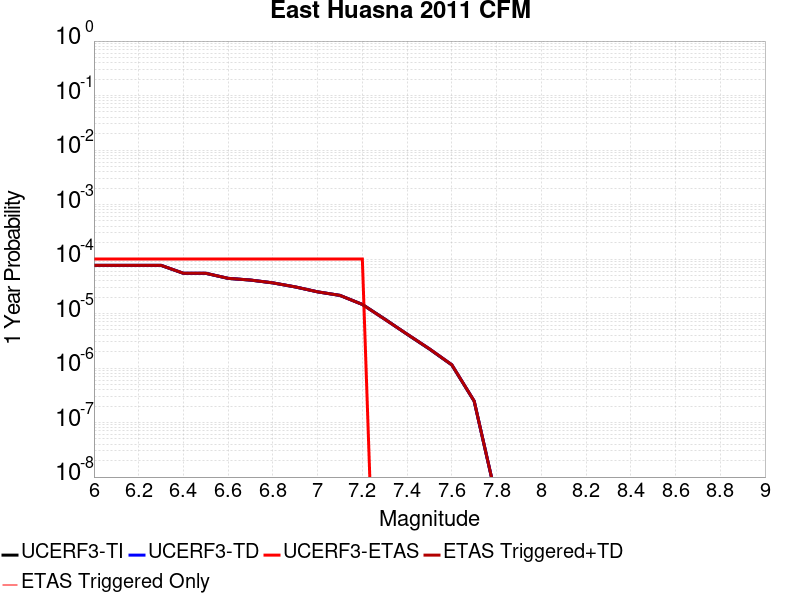 East Huasna 2011 CFM
10^0
10^-1
10^-2
10^-3
10^-4
10^-5
10^-6
10^-7
10^-8
1 Year Probability
6 6.2 6.4 6.6 6.8 7 7.2 7.4 7.6 7.8 8 8.2 8.4 8.6 8.8 9
Magnitude
UCERF3-TI UCERF3-TD UCERF3-ETAS ETAS Triggered+TD
ETAS Triggered Only